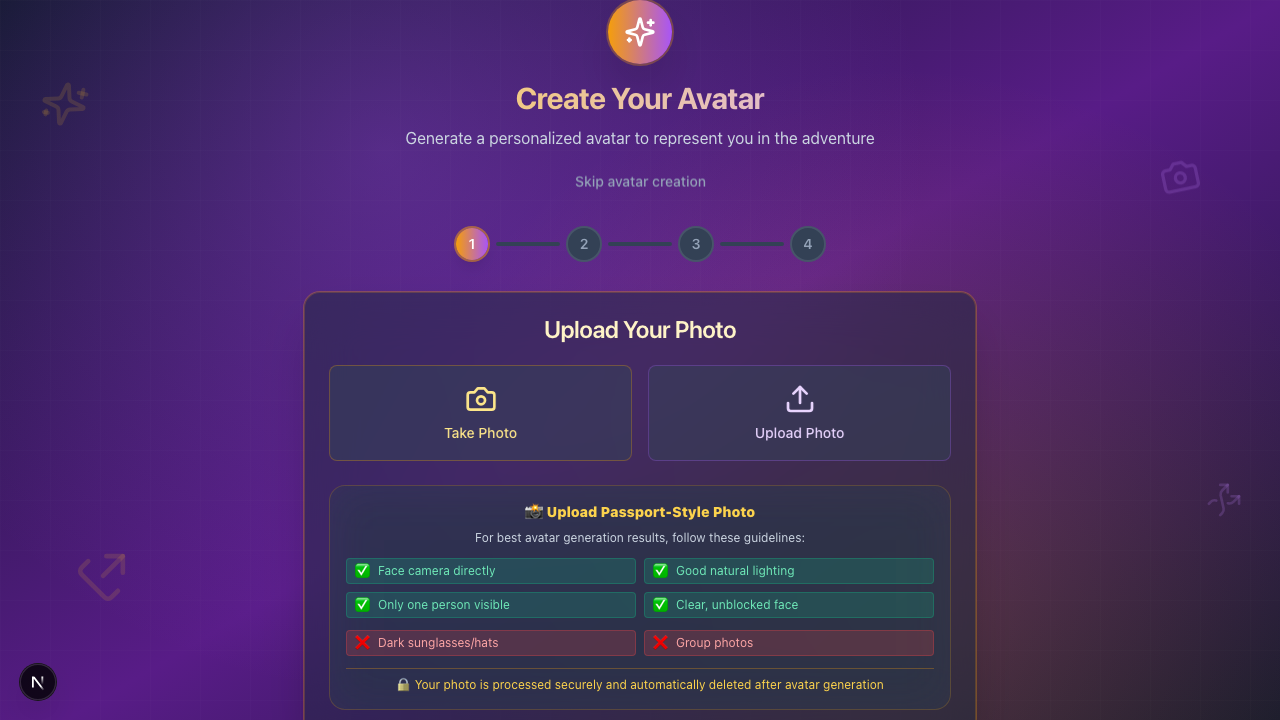 Create Your Avatar
Generate a personalized avatar to represent you in the adventure
Skip avatar creation
1 2 3 4
Upload Your Photo
Take Photo Upload Photo
📸 Upload Passport-Style Photo
For best avatar generation results, follow these guidelines:
✅ Face camera directly ✅ Good natural lighting
✅ Only one person visible ✅ Clear, unblocked face
❌ Dark sunglasses/hats ❌ Group photos
🔒 Your photo is processed securely and automatically deleted after avatar generation
N